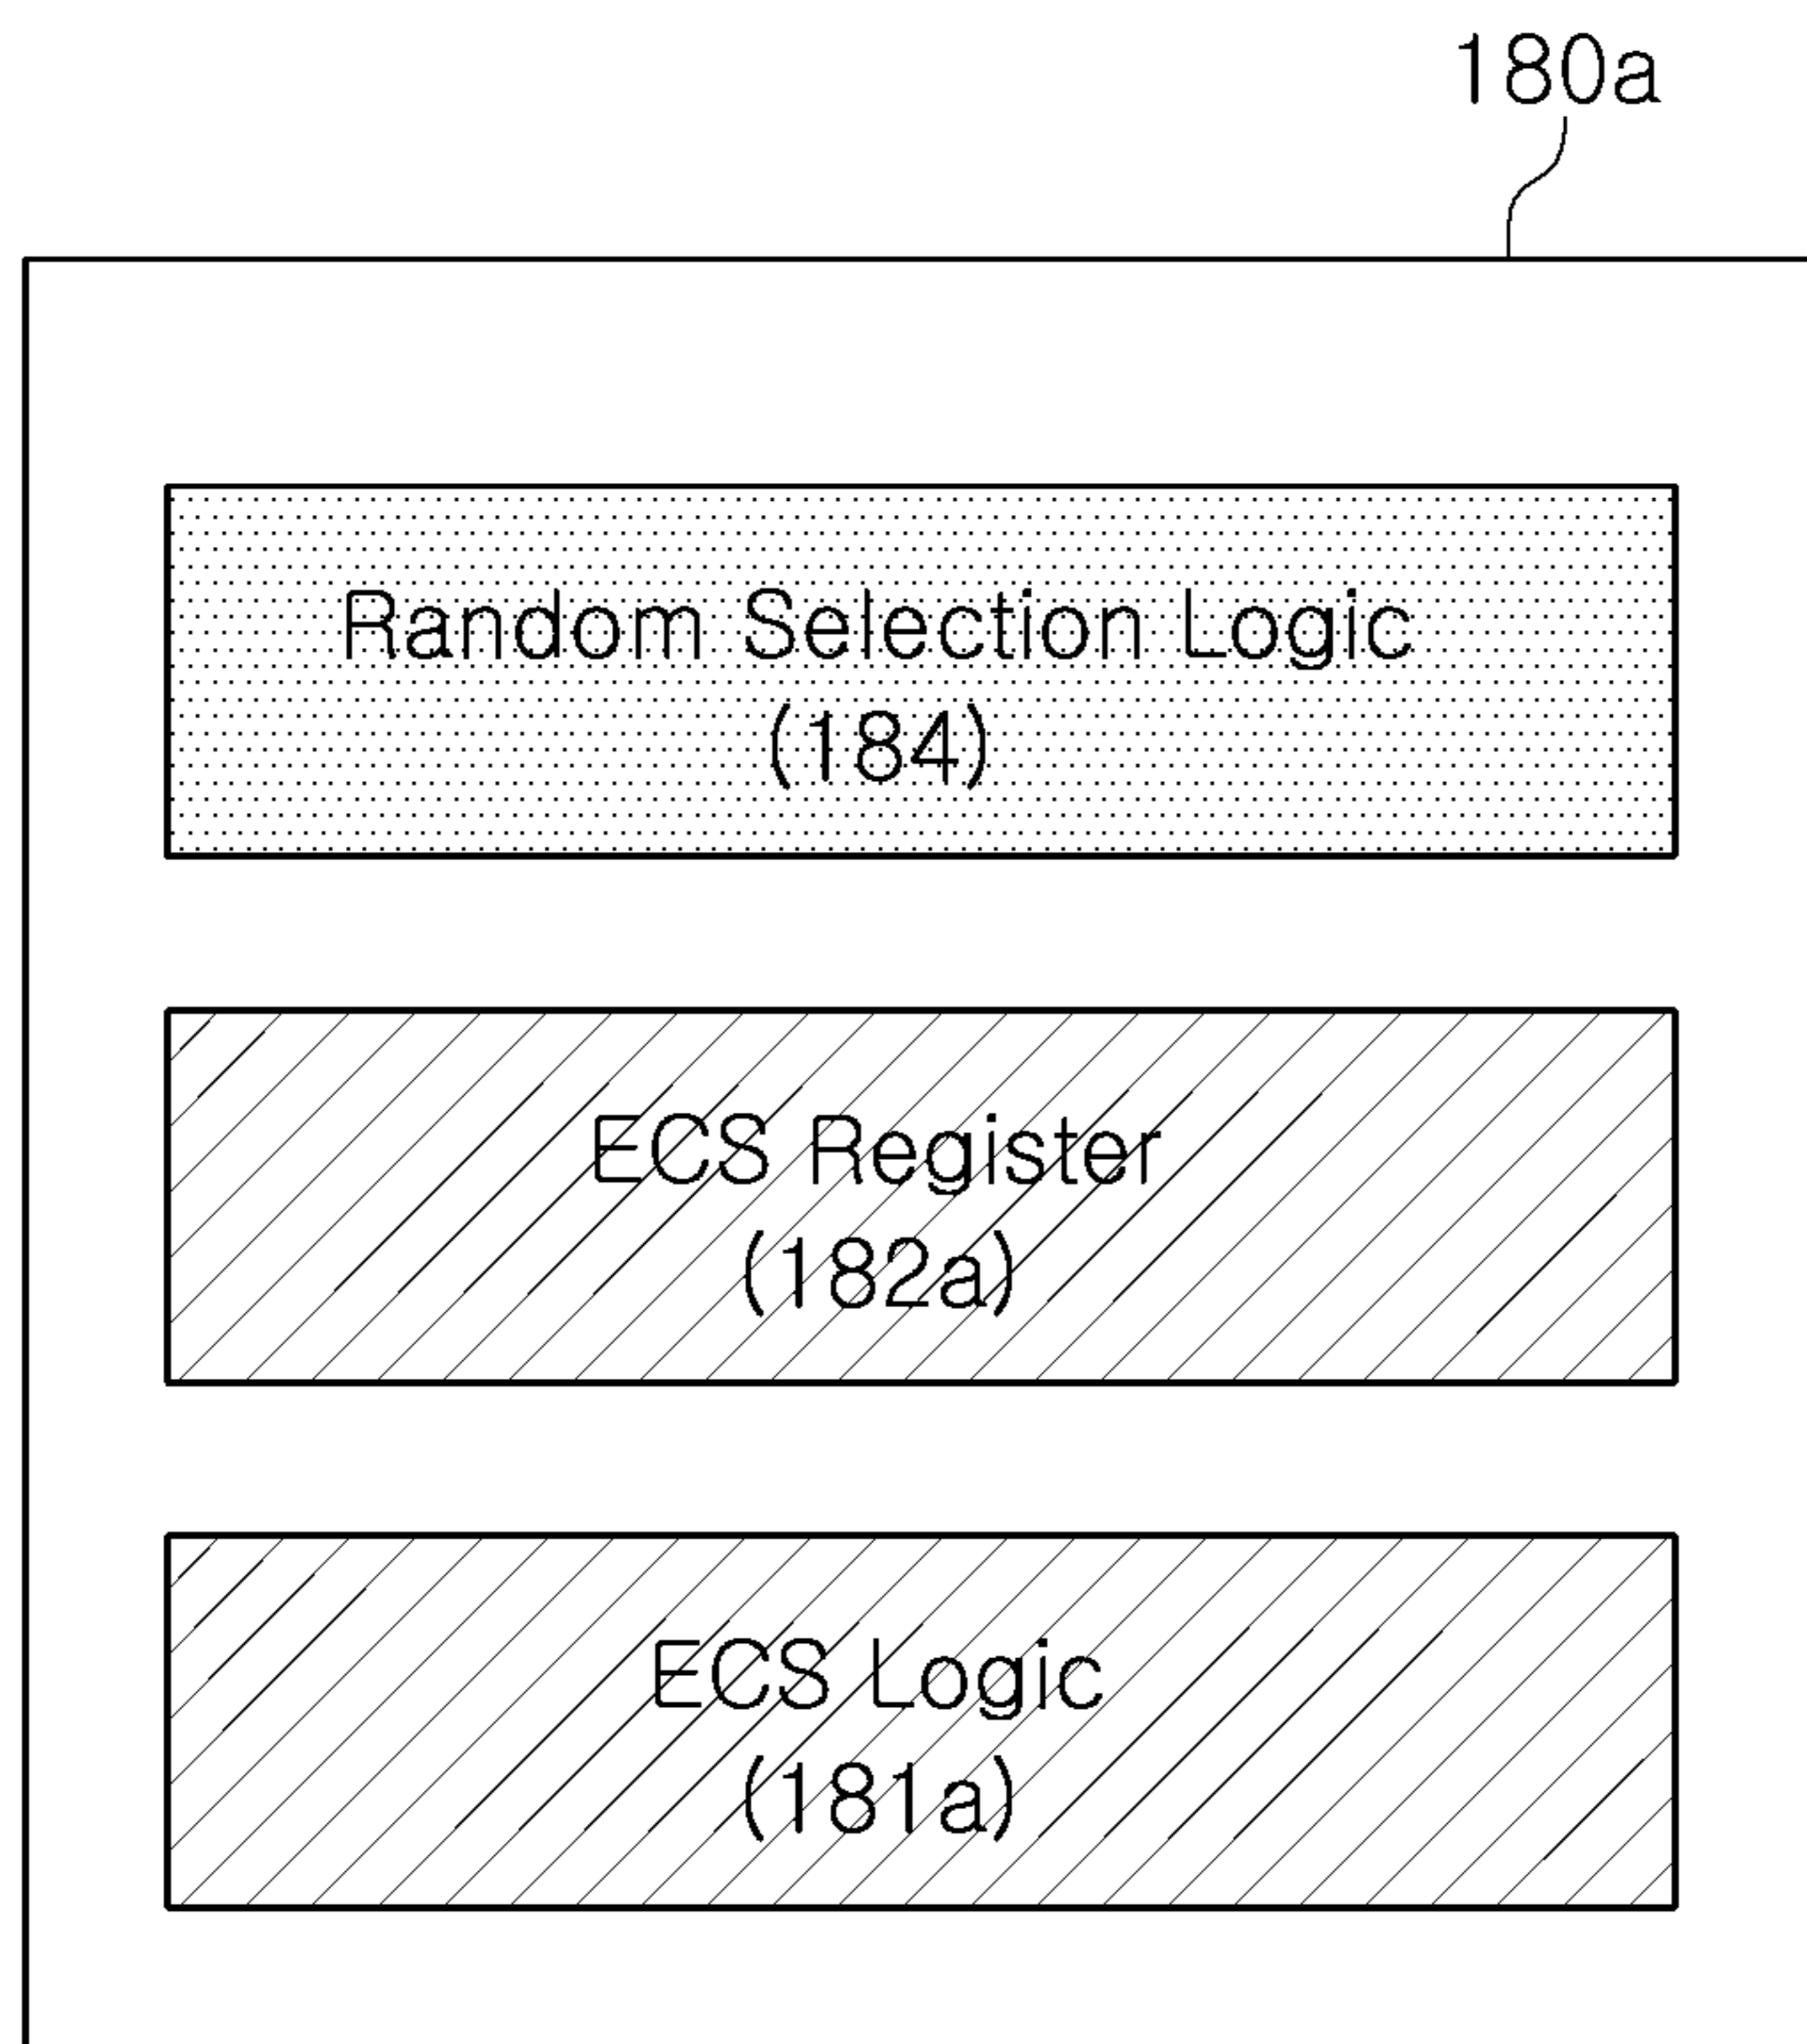 180a
Random Selection Logic
(184)
ECS Register
(182a)
ECS Logic
(181a)